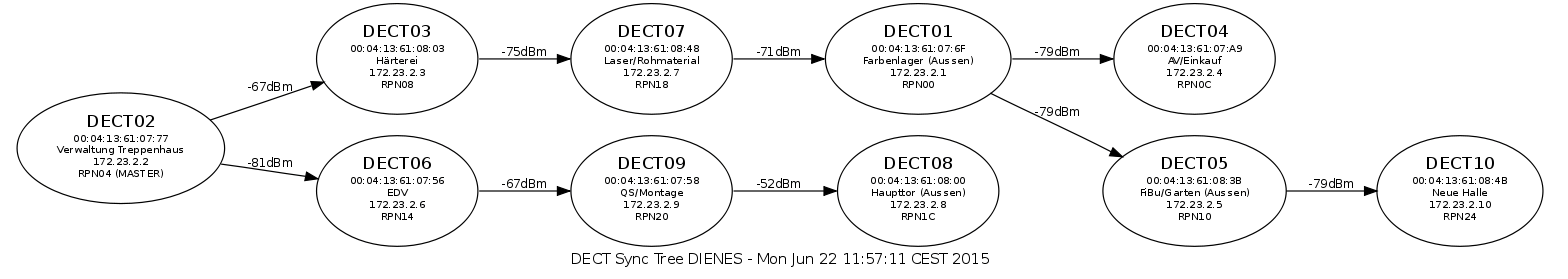 DECT02
00:04:13:61:07:77
Verwaltung Treppenhaus
172.23.2.2
RPN04 (MASTER)
-67dBm
DECT03
00:04:13:61:08:03
Härterei
172.23.2.3
RPN08
-75dBm
DECT07
00:04:13:61:08:48
Laser/Rohmaterial
172.23.2.7
RPN18
-71dBm
DECT01
00:04:13:61:07:6F
Farbenlager (Aussen)
172.23.2.1
RPN00
-79dBm
DECT04
00:04:13:61:07:A9
AV/Einkauf
172.23.2.4
RPN0C
-79dBm
-81dBm
DECT06
00:04:13:61:07:56
EDV
172.23.2.6
RPN14
-67dBm
DECT09
00:04:13:61:07:58
QS/Montage
172.23.2.9
RPN20
-52dBm
DECT08
00:04:13:61:08:00
Haupttor (Aussen)
172.23.2.8
RPN1C
DECT05
00:04:13:61:08:3B
FiBu/Garten (Aussen)
172.23.2.5
RPN10
-79dBm
DECT10
00:04:13:61:08:4B
Neue Halle
172.23.2.10
RPN24
DECT Sync Tree DIENES - Mon Jun 22 11:57:11 CEST 2015